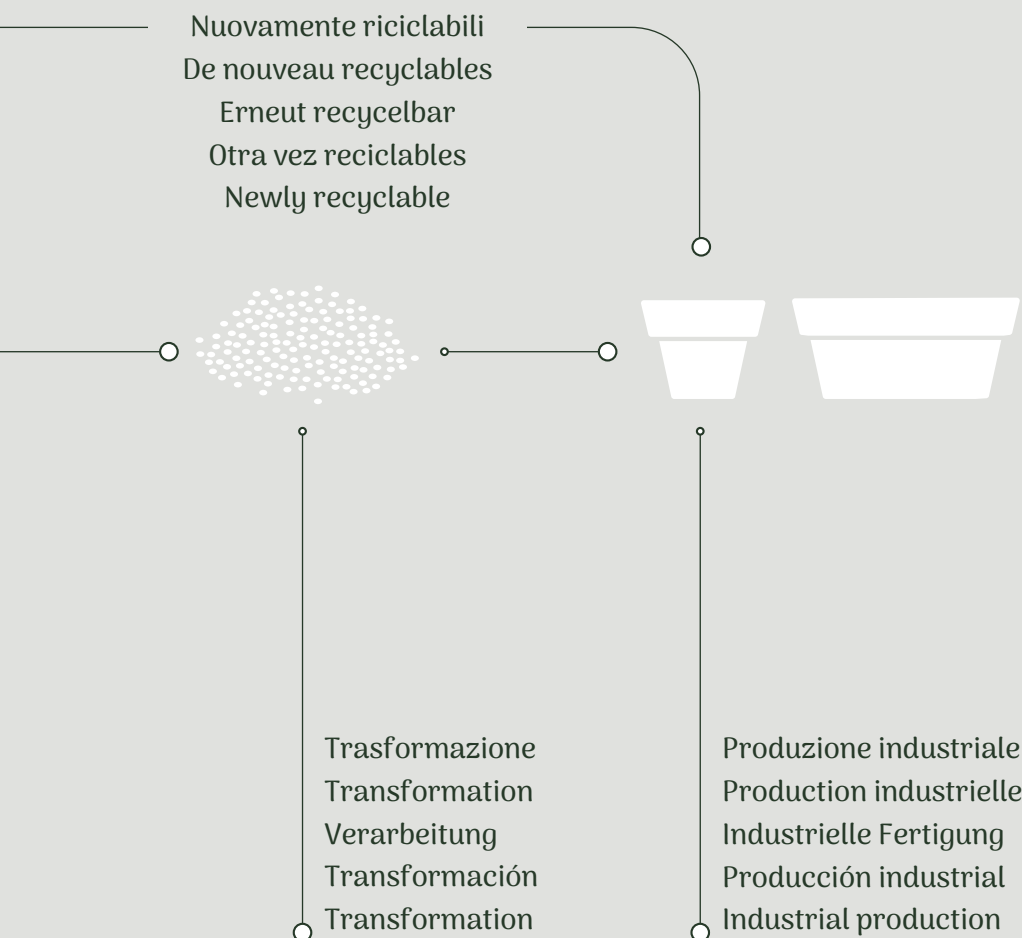 Nuovamente riciclabili
De nouveau recyclables
Erneut recycelbar
Otra vez reciclables
Newly recyclable
Trasformazione
Transformation
Verarbeitung
Transformación
Transformation
Produzione industriale
Production industrielle
Industrielle Fertigung
Producción industrial
Industrial production